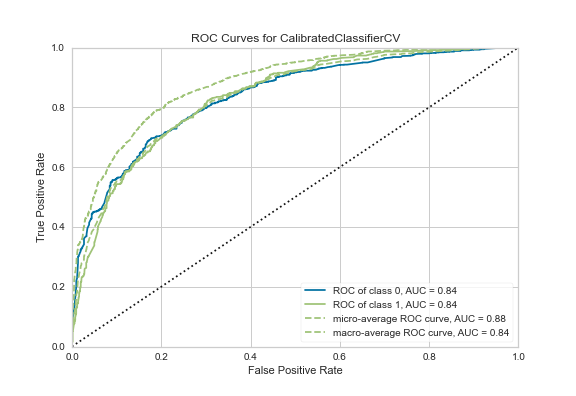 ROC Curves for CalibratedClassifierCV
1.0
0.8
0.6
0.4
0.2
0.0
True Positive Rate
0.0 0.2 0.4 0.6 0.8 1.0
False Positive Rate
ROC of class 0, AUC = 0.84
ROC of class 1, AUC = 0.84
micro-average ROC curve, AUC = 0.88
macro-average ROC curve, AUC = 0.84